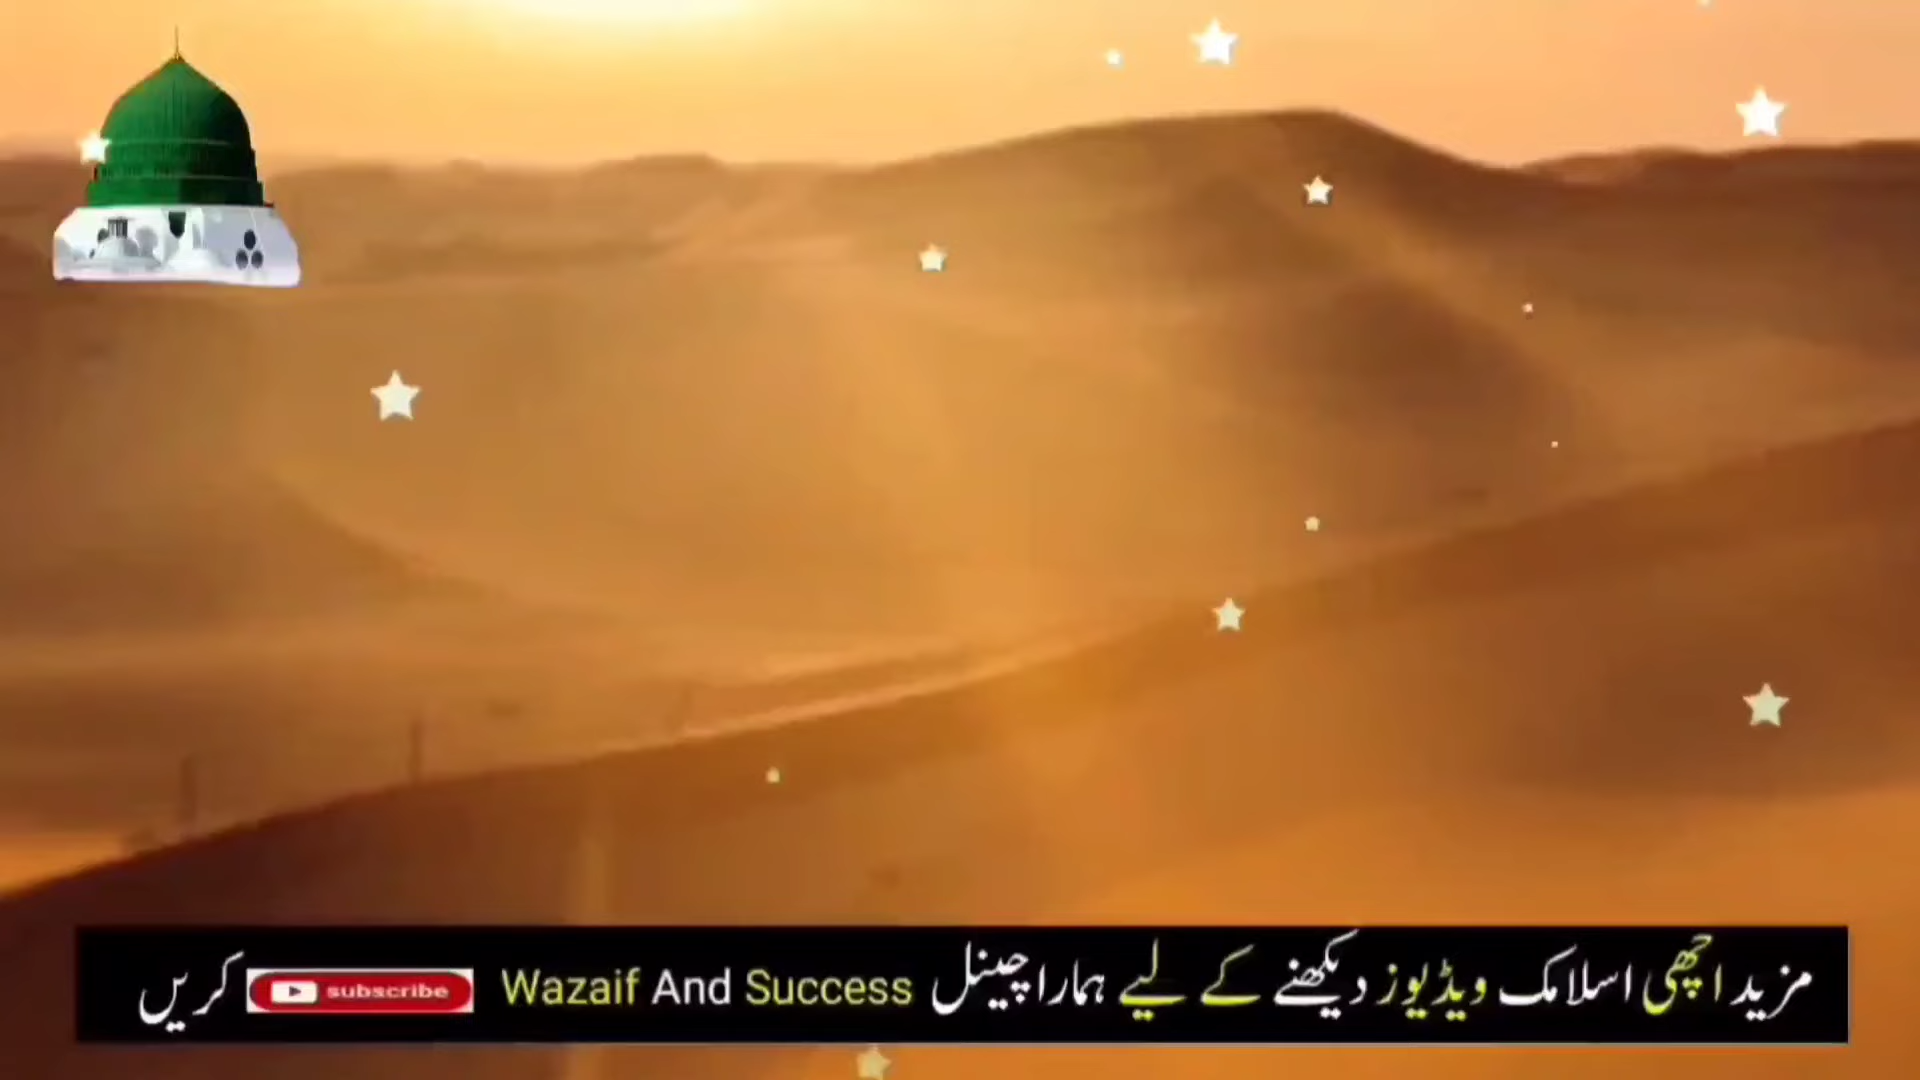 مزید اچھی اسلامک ویڈیوز دیکھنے کے لیے ہمارا چینل Wazaif And Success subscribe کریں